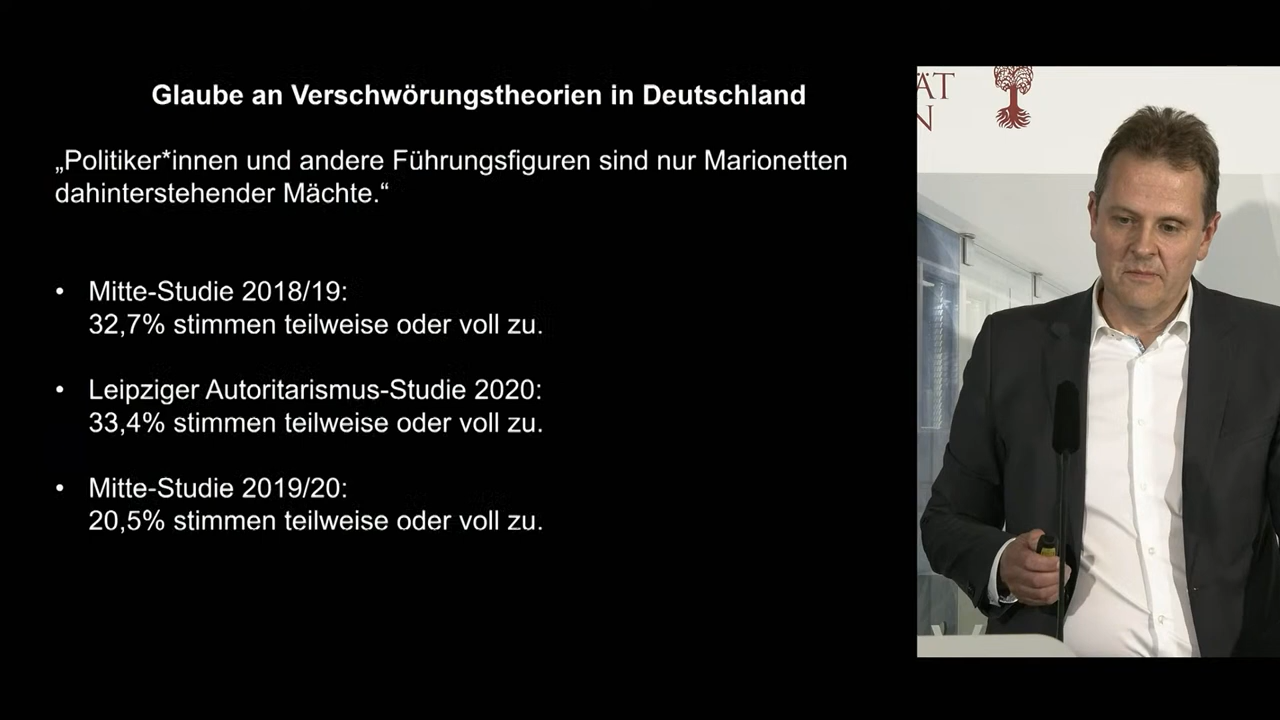 Glaube an Verschwörungstheorien in Deutschland
„Politiker*innen und andere Führungsfiguren sind nur Marionetten
dahinterstehender Mächte.“
• Mitte-Studie 2018/19:
32,7% stimmen teilweise oder voll zu.
• Leipziger Autoritarismus-Studie 2020:
33,4% stimmen teilweise oder voll zu.
• Mitte-Studie 2019/20:
20,5% stimmen teilweise oder voll zu.
ÄT
N